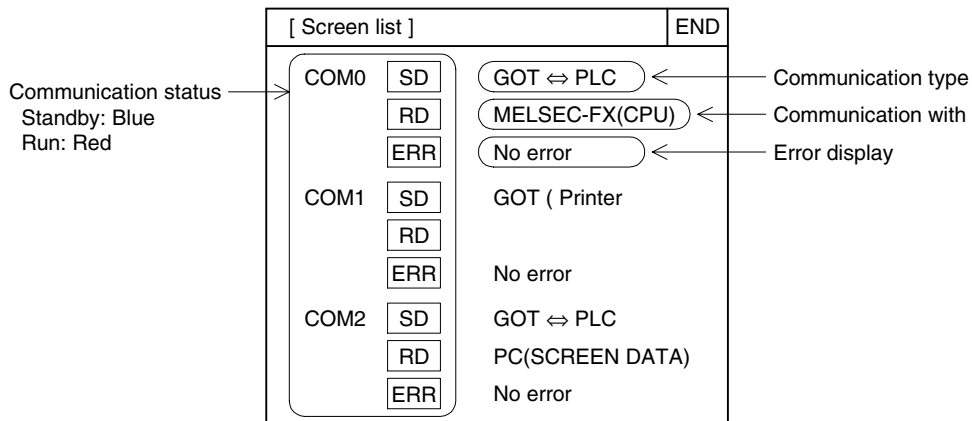 [ Screen list ] END
Communication status
Standby: Blue
Run: Red
COM0 SD GOT ⇔ PLC Communication type
RD MELSEC-FX(CPU) Communication with
ERR No error Error display
COM1 SD GOT ( Printer
RD
ERR No error
COM2 SD GOT ⇔ PLC
RD PC(SCREEN DATA)
ERR No error